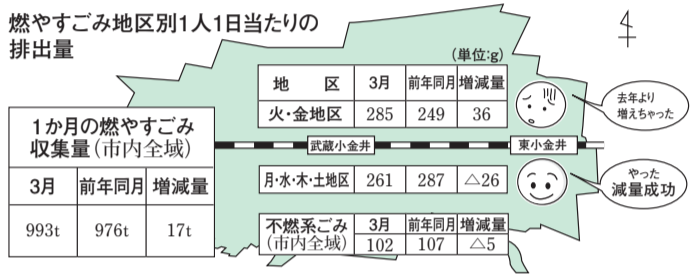 燃やすごみ地区別1人1日当たりの
排出量
(単位:g)
地　区 3月 前年同月 増減量
火・金地区 285 249 36
去年より
増えちゃった
1か月の燃やすごみ
収集量(市内全域)
3月 前年同月 増減量
993t 976t 17t
武蔵小金井 東小金井
月・水・木・土地区 261 287 △26
やった
減量成功
不燃系ごみ
(市内全域)
3月 前年同月 増減量
102 107 △5